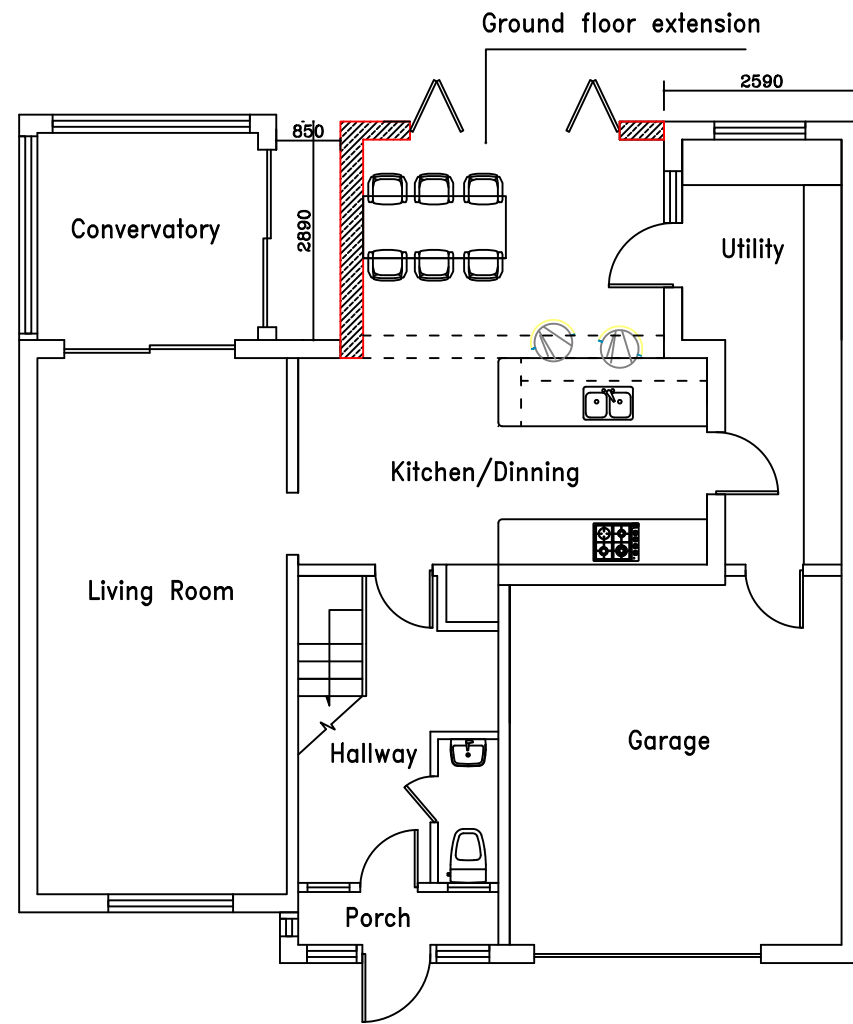 Ground floor extension
2590
850
2890
Convervatory
Utility
Kitchen/Dinning
Living Room
Garage
Hallway
Porch